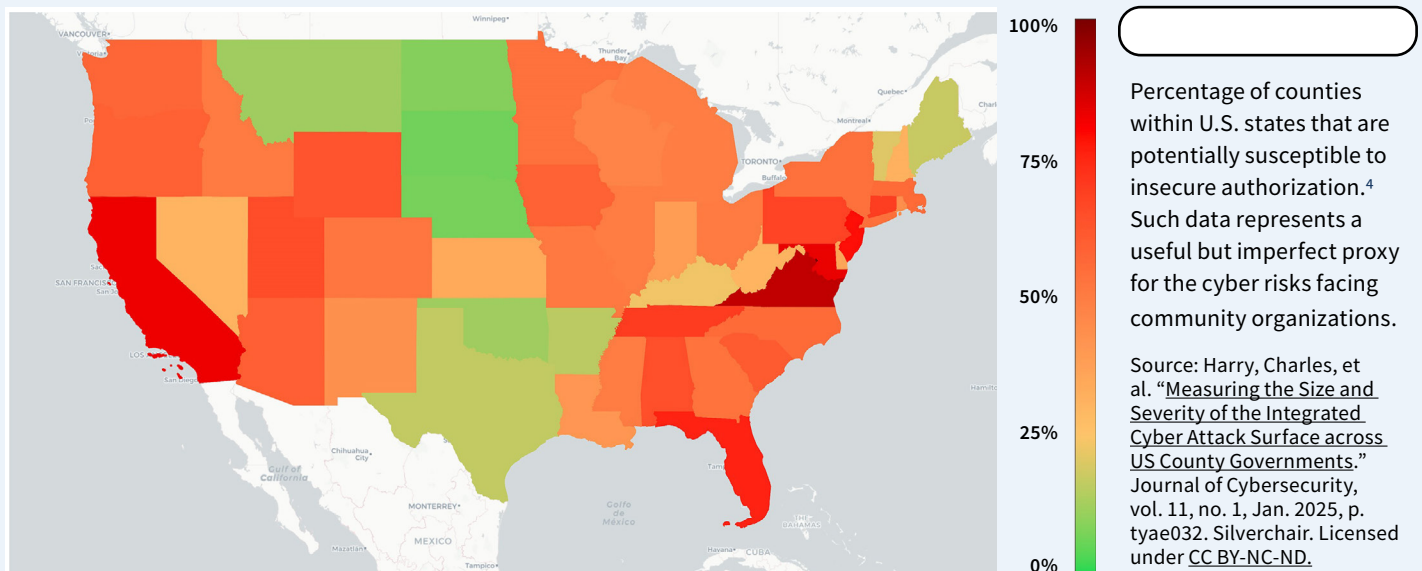 Winnipeg
VANCOUVER
Victoria
Thunder
Bay
Quebec
Montreal
TORONTO
Buffalo
SAN FRANCIS
San Jo
LOS
San Diego
Hamilto
Chihuahua
City
Gulf of
California
Tam
MONTERREY
Golfo
de
México
THE
BAHAMAS
MEXICO
Mazatlan
Havana
CUBA
Tampico
100%
75%
50%
25%
0%
Percentage of counties
within U.S. states that are
potentially susceptible to
insecure authorization.4
Such data represents a
useful but imperfect proxy
for the cyber risks facing
community organizations.
Source: Harry, Charles, et
al. “Measuring the Size and
Severity of the Integrated
Cyber Attack Surface across
US County Governments.”
Journal of Cybersecurity,
vol. 11, no. 1, Jan. 2025, p.
tyae032. Silverchair. Licensed
under CC BY-NC-ND.